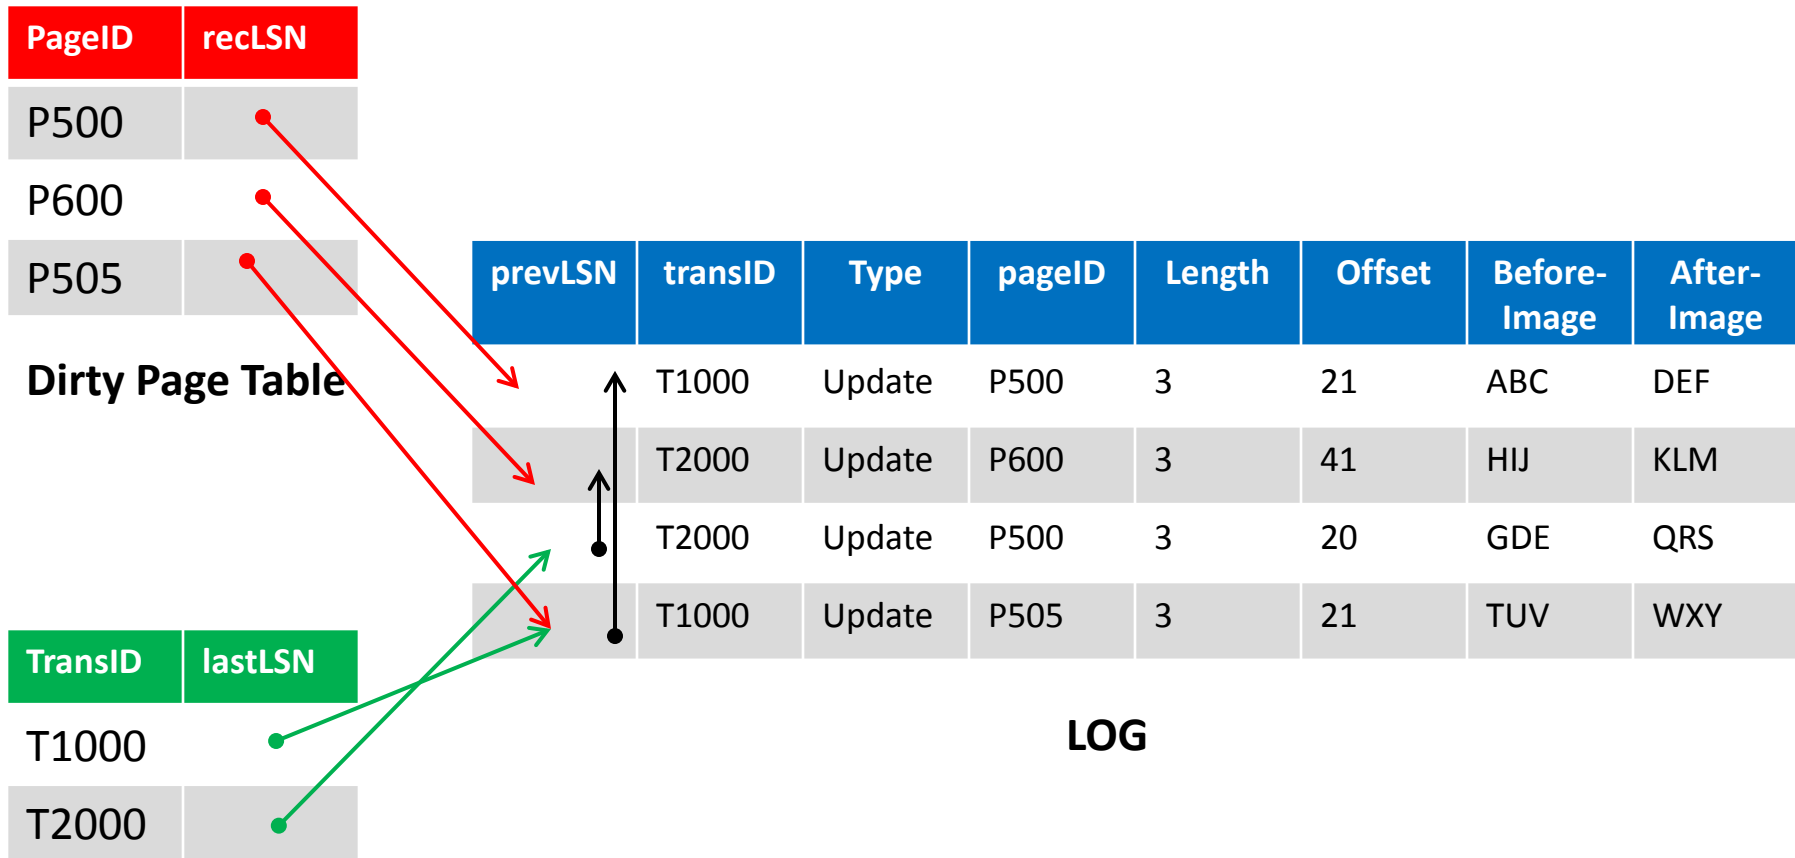 PageID recLSN
P500
P600
P505
Dirty Page Table
prevLSN transID Type pageID Length Offset Before-Image After-Image
T1000 Update P500 3 21 ABC DEF
T2000 Update P600 3 41 HIJ KLM
T2000 Update P500 3 20 GDE QRS
T1000 Update P505 3 21 TUV WXY
LOG
TransID lastLSN
T1000
T2000